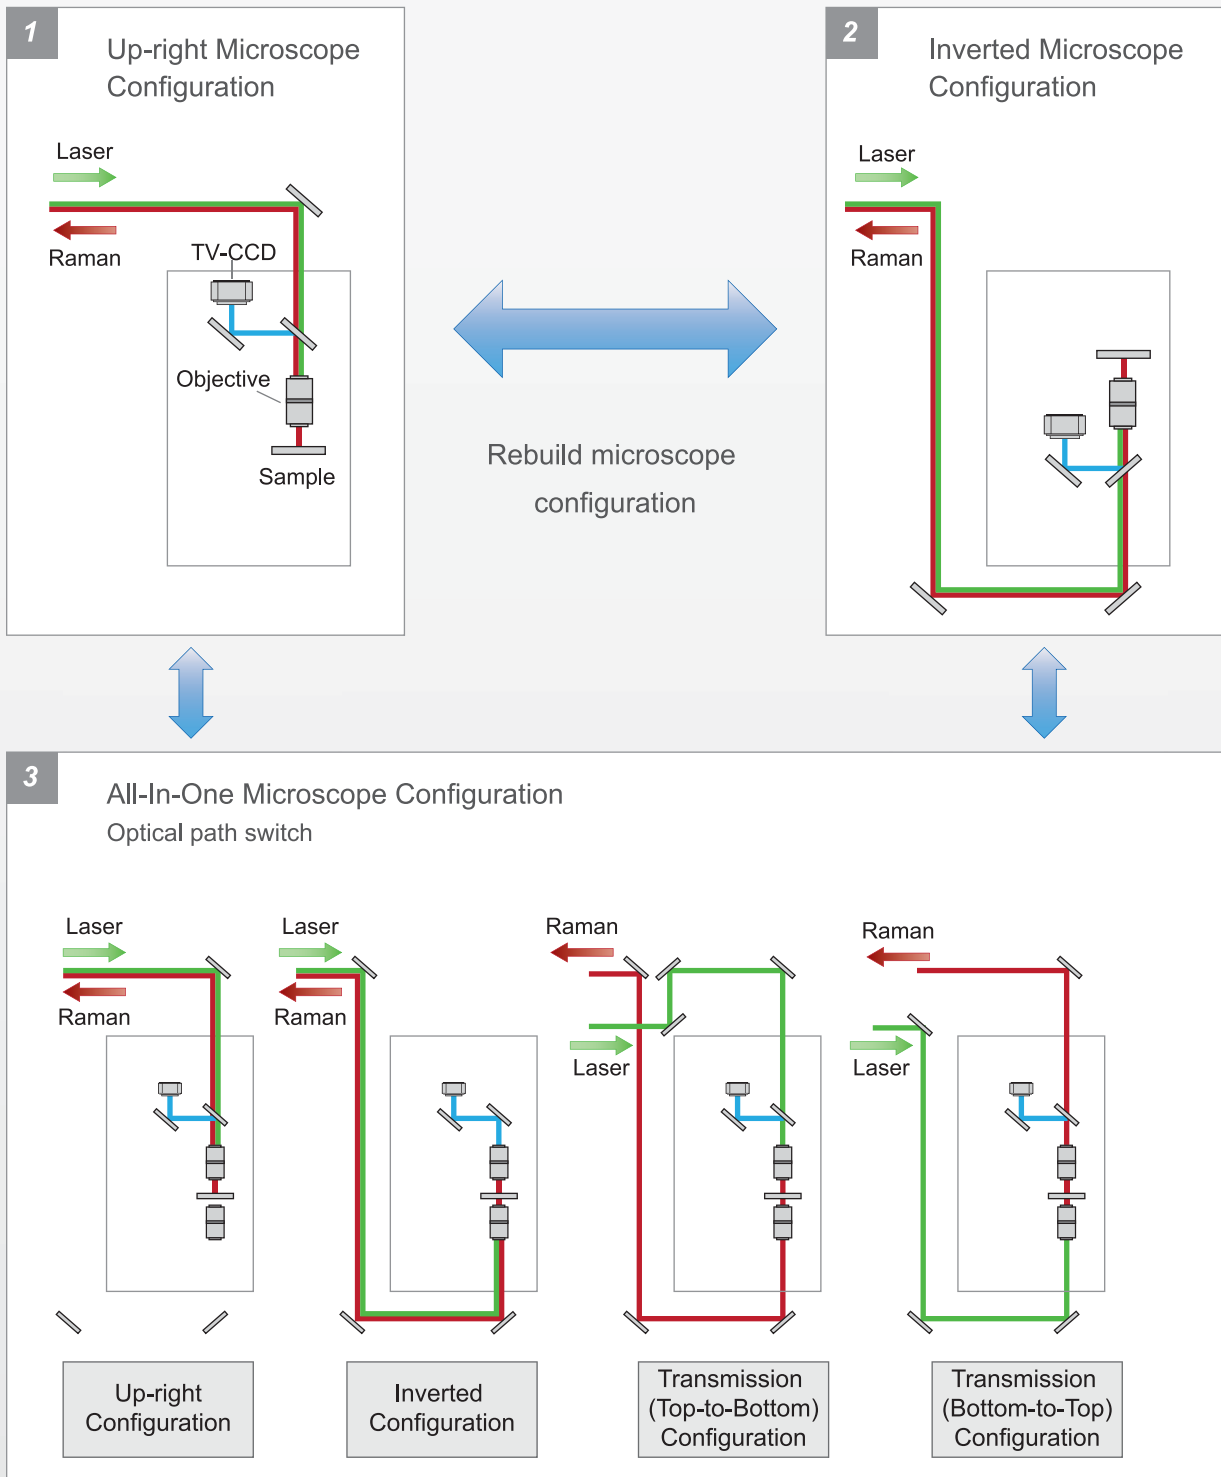 1
Up-right Microscope
Configuration
Laser
Raman
TV-CCD
Objective
Sample
Rebuild microscope
configuration
2
Inverted Microscope
Configuration
Laser
Raman
3
All-In-One Microscope Configuration
Optical path switch
Laser
Raman
Up-right
Configuration
Laser
Raman
Inverted
Configuration
Raman
Laser
Transmission
(Top-to-Bottom)
Configuration
Raman
Laser
Transmission
(Bottom-to-Top)
Configuration